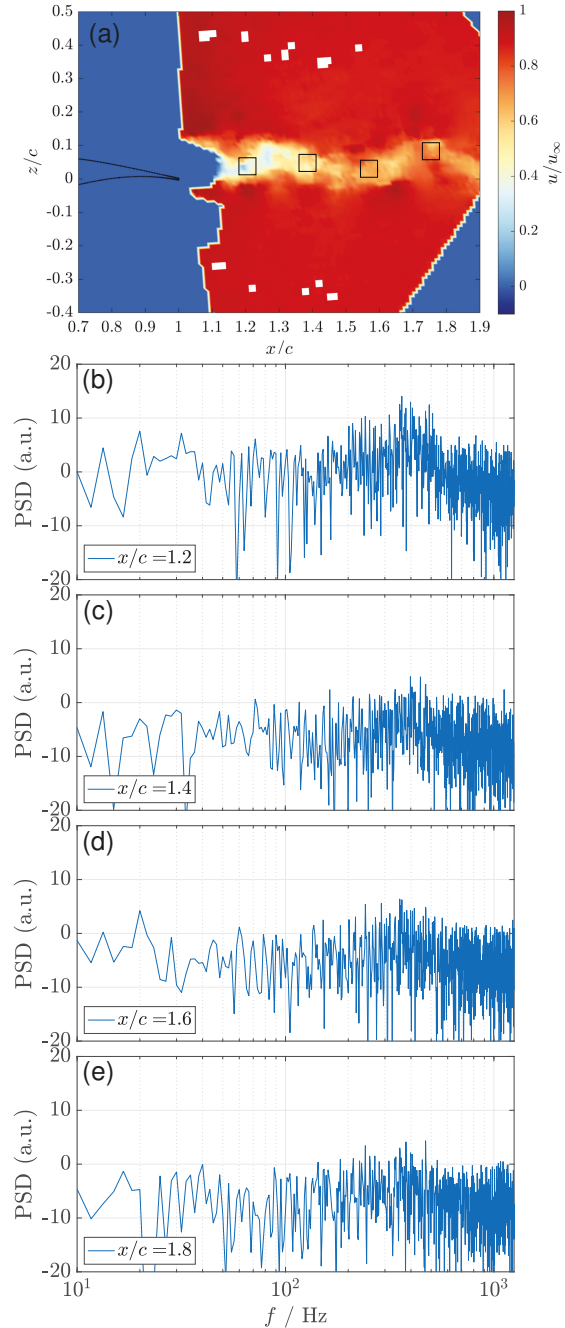 (a)
0.5
0.4
0.3
0.2
0.1
0
-0.1
-0.2
-0.3
-0.4
z/c
0.7 0.8 0.9 1 1.1 1.2 1.3 1.4 1.5 1.6 1.7 1.8 1.9
x/c
1
0.8
0.6
0.4
0.2
0
u/u∞
(b)
20
10
0
-10
-20
PSD (a.u.)
x/c =1.2
(c)
20
10
0
-10
-20
PSD (a.u.)
x/c =1.4
(d)
20
10
0
-10
-20
PSD (a.u.)
x/c =1.6
(e)
20
10
0
-10
-20
PSD (a.u.)
x/c =1.8
10¹ 10² 10³
f / Hz